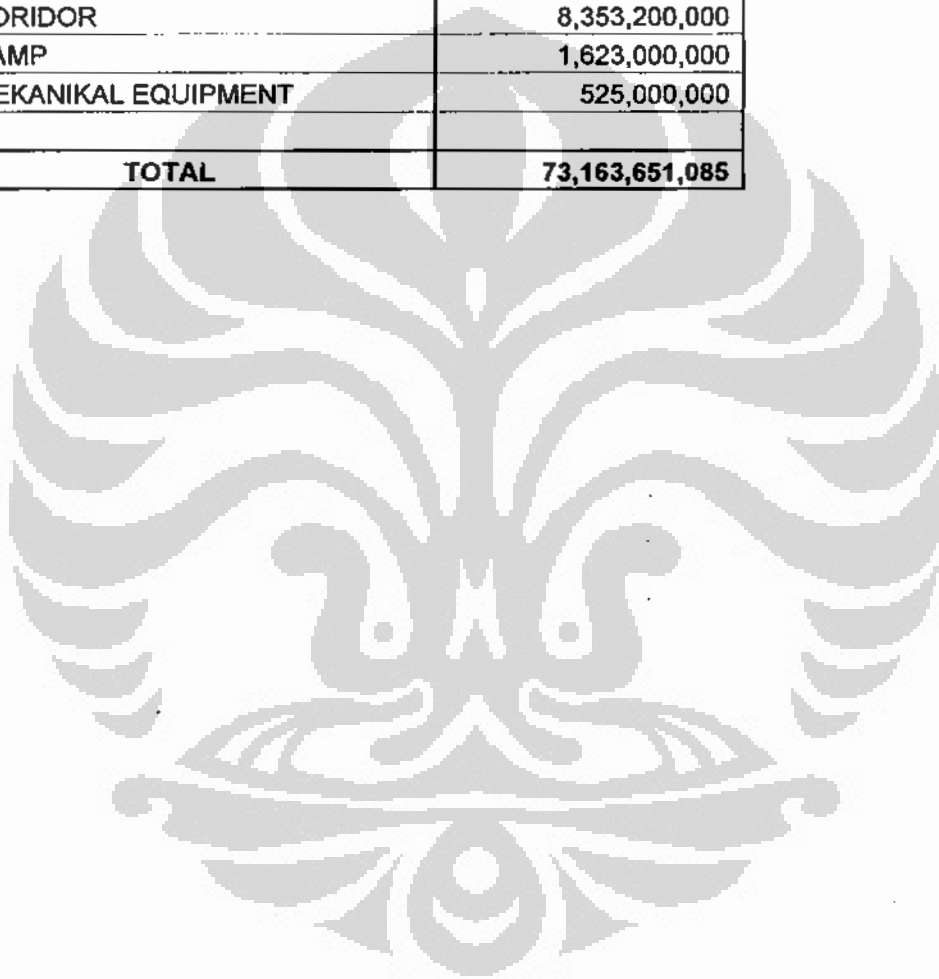 ORIDOR 8,353,200,000
AMP 1,623,000,000
EKANIKAL EQUIPMENT 525,000,000
TOTAL 73,163,651,085